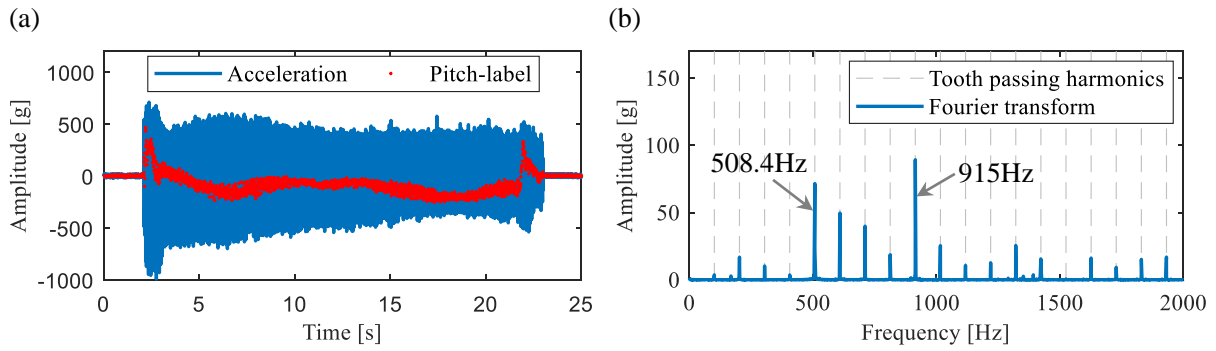 (a)
Amplitude [g]
1000
500
0
-500
-1000
Acceleration
Pitch-label
0
5
10
15
20
25
Time [s]
(b)
Amplitude [g]
150
100
50
0
Tooth passing harmonics
Fourier transform
508.4Hz
915Hz
0
500
1000
1500
2000
Frequency [Hz]